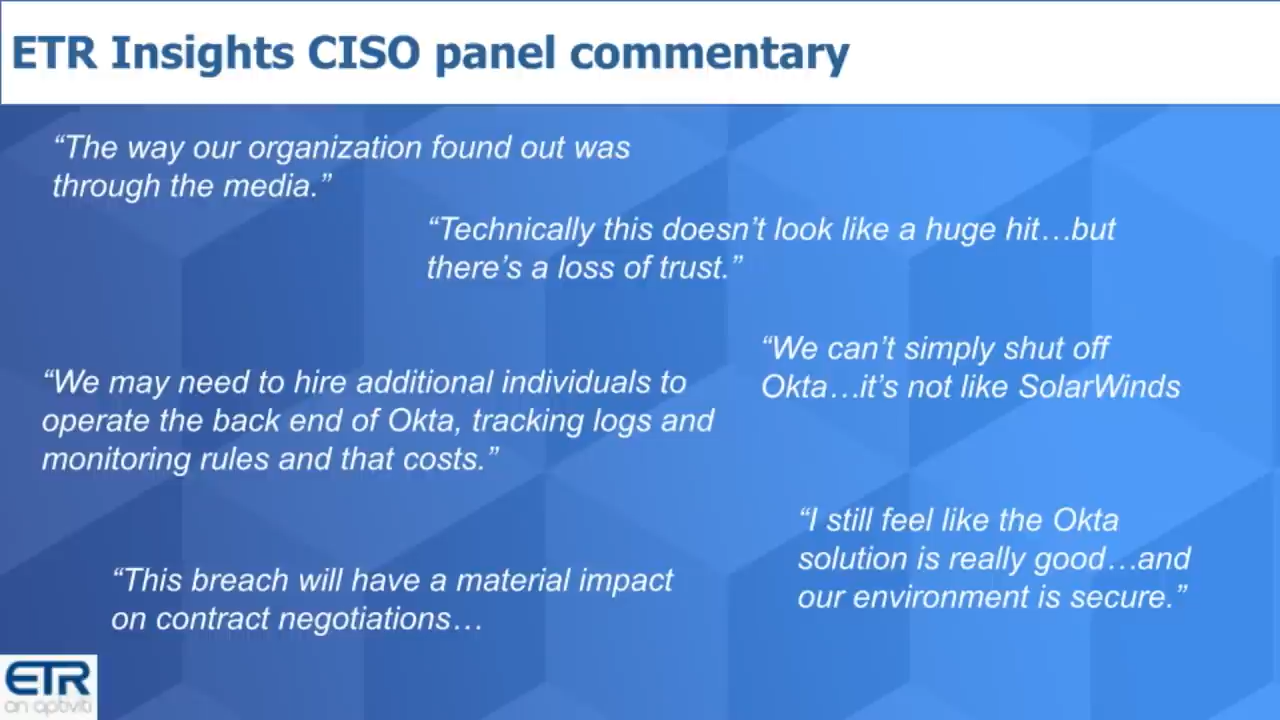 ETR Insights CISO panel commentary
“The way our organization found out was
through the media.”
“Technically this doesn’t look like a huge hit…but
there’s a loss of trust.”
“We can’t simply shut off
Okta…it’s not like SolarWinds
“We may need to hire additional individuals to
operate the back end of Okta, tracking logs and
monitoring rules and that costs.”
“I still feel like the Okta
solution is really good…and
our environment is secure.”
“This breach will have a material impact
on contract negotiations…
ETR
an aptiviti